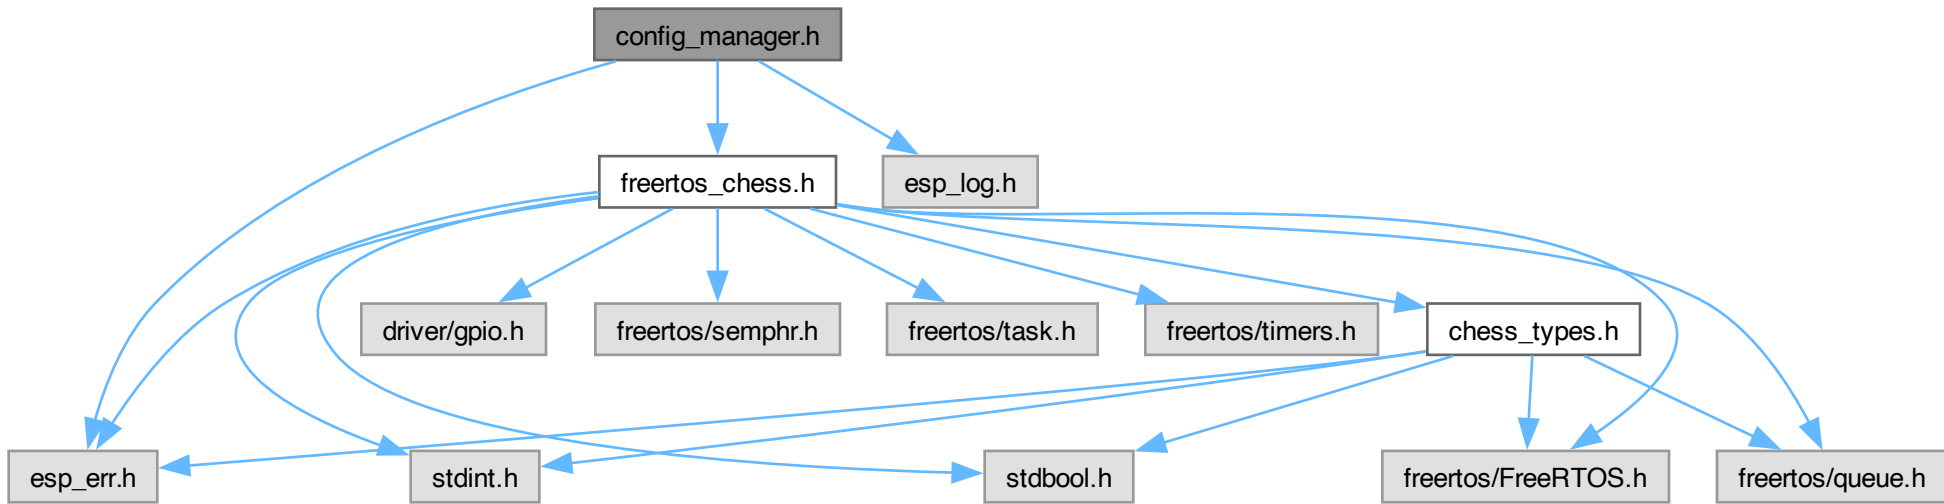 config_manager.h
freertos_chess.h
esp_log.h
driver/gpio.h
freertos/semphr.h
freertos/task.h
freertos/timers.h
chess_types.h
esp_err.h
stdint.h
stdbool.h
freertos/FreeRTOS.h
freertos/queue.h